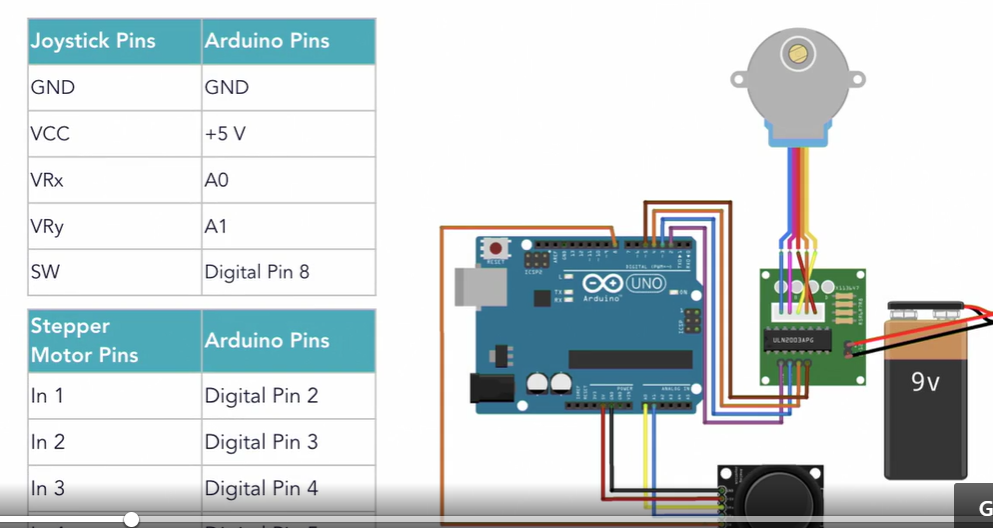 Joystick Pins Arduino Pins
GND GND
VCC +5 V
VRx A0
VRy A1
SW Digital Pin 8
Stepper
Motor Pins Arduino Pins
In 1 Digital Pin 2
In 2 Digital Pin 3
In 3 Digital Pin 4
RESET
ICSP2
DIGITAL (PWM~)
L
TX
RX
UNO
Arduino
ON
ICSP
POWER
ANALOG IN
ULN2003APG
9v
G